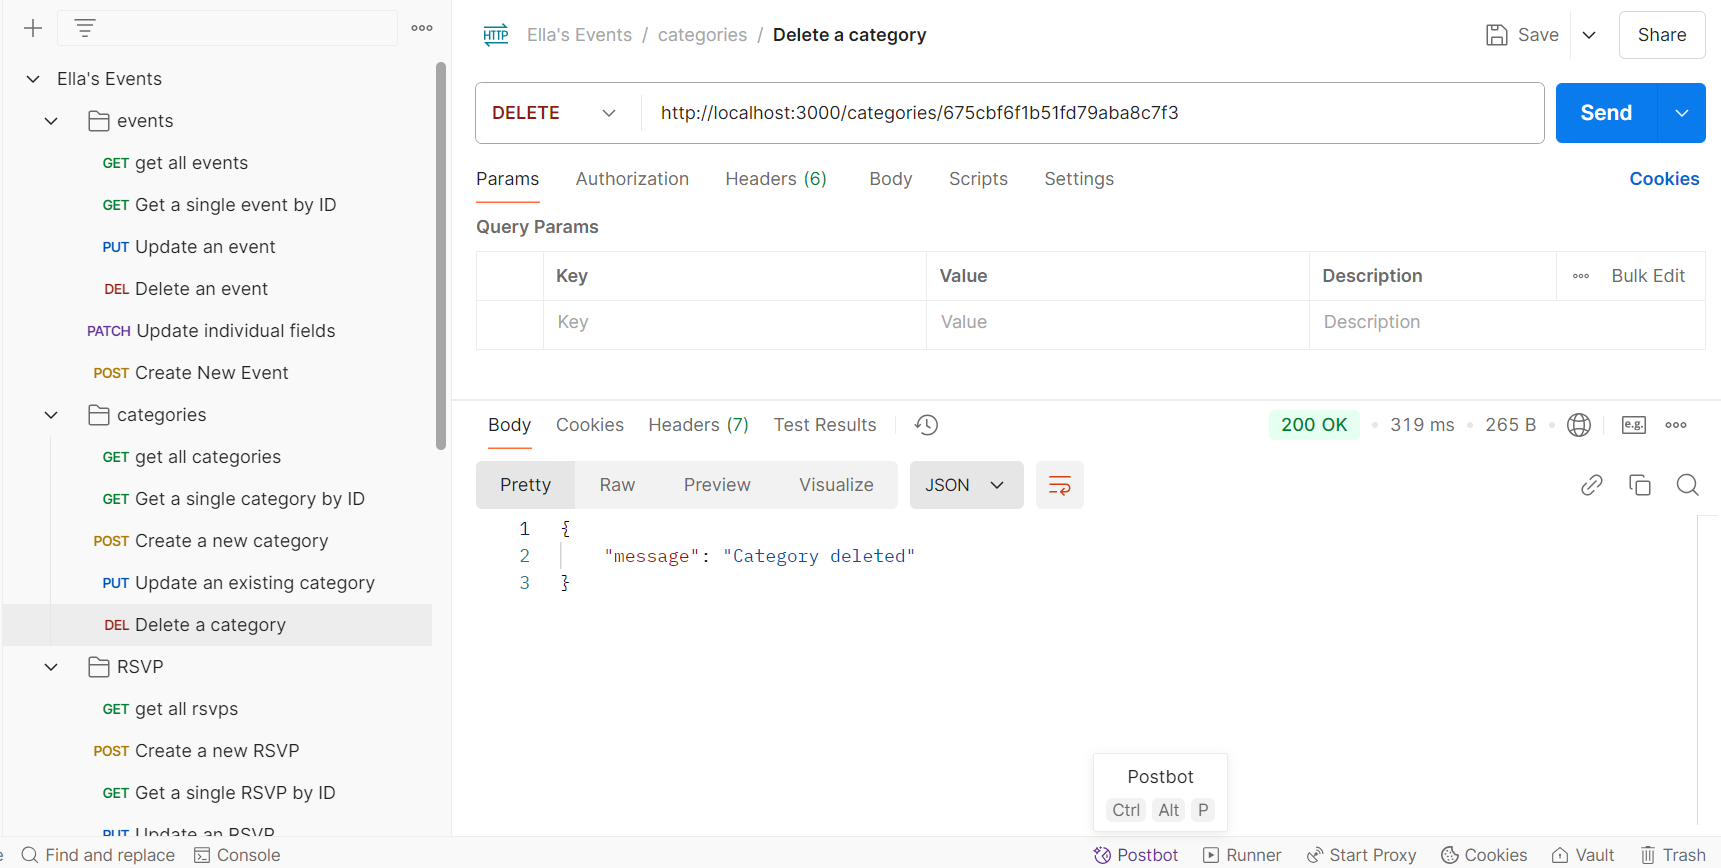 Ella's Events
events
GET get all events
GET Get a single event by ID
PUT Update an event
DEL Delete an event
PATCH Update individual fields
POST Create New Event
categories
GET get all categories
GET Get a single category by ID
POST Create a new category
PUT Update an existing category
DEL Delete a category
RSVP
GET get all rsvps
POST Create a new RSVP
GET Get a single RSVP by ID
PUT Update an RSVP
HTTP Ella's Events / categories / Delete a category
Save
Share
DELETE http://localhost:3000/categories/675cbf6f1b51fd79aba8c7f3
Send
Params Authorization Headers (6) Body Scripts Settings Cookies
Query Params
Key Value Description Bulk Edit
Key Value Description
Body Cookies Headers (7) Test Results 200 OK • 319 ms • 265 B • e.g.
Pretty Raw Preview Visualize JSON
1 {
2 "message": "Category deleted"
3 }
Postbot
Ctrl Alt P
Find and replace Console Postbot Runner Start Proxy Cookies Vault Trash